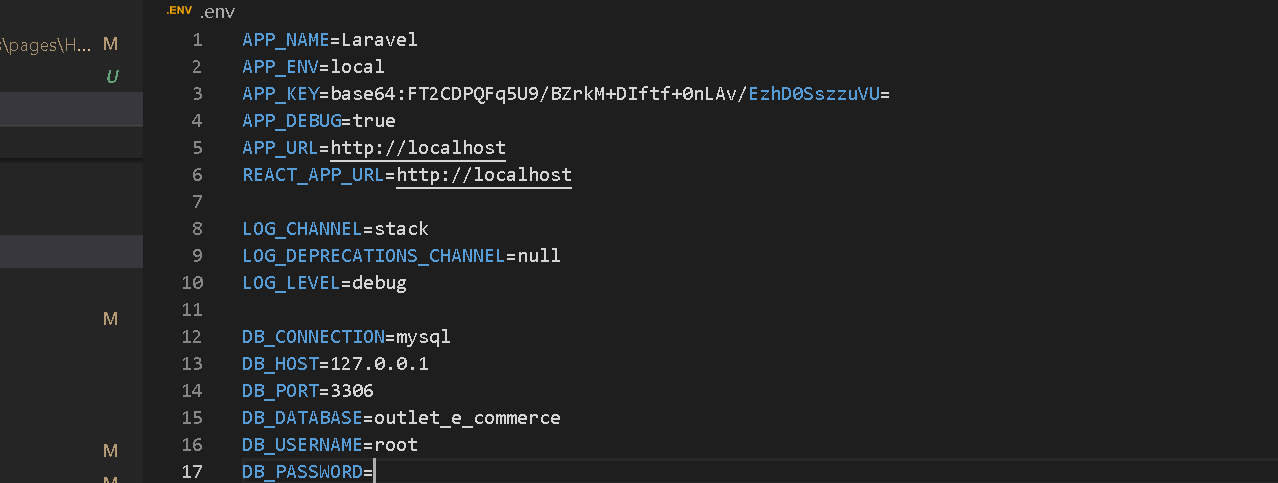 .ENV .env
s\pages\H... M
U
1 APP_NAME=Laravel
2 APP_ENV=local
3 APP_KEY=base64:FT2CDPQFq5U9/BZrkM+DIftf+0nLAv/EzhD0SszzuVU=
4 APP_DEBUG=true
5 APP_URL=http://localhost
6 REACT_APP_URL=http://localhost
7
8 LOG_CHANNEL=stack
9 LOG_DEPRECATIONS_CHANNEL=null
10 LOG_LEVEL=debug
11
M
12 DB_CONNECTION=mysql
13 DB_HOST=127.0.0.1
14 DB_PORT=3306
15 DB_DATABASE=outlet_e_commerce
16 DB_USERNAME=root
M
17 DB_PASSWORD=
M